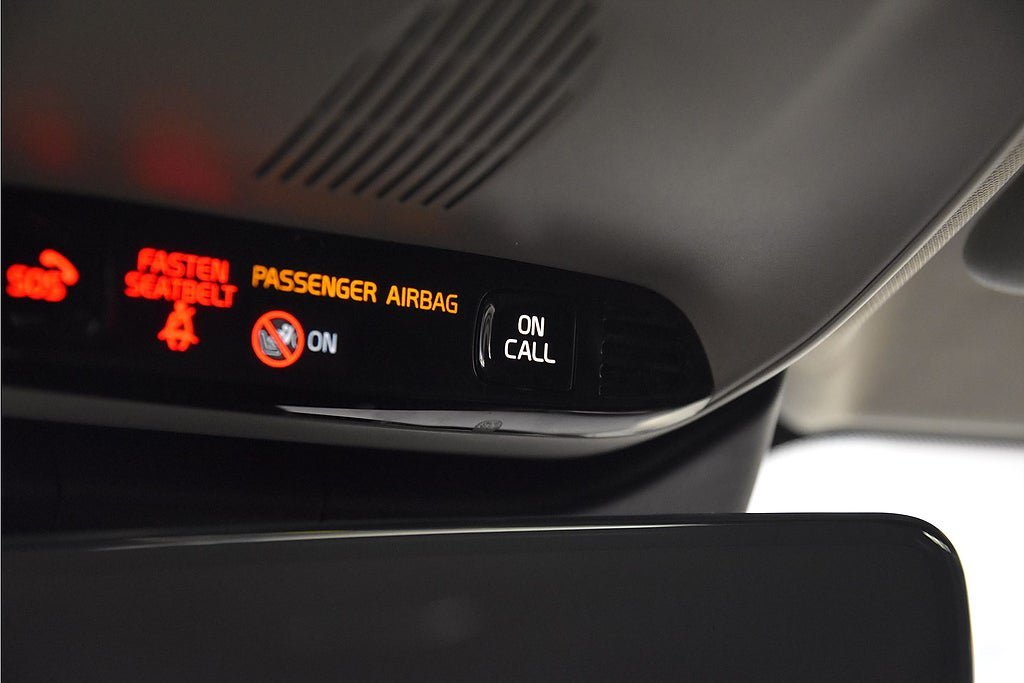 SOS
FASTEN
SEATBELT
PASSENGER AIRBAG
ON
ON
CALL